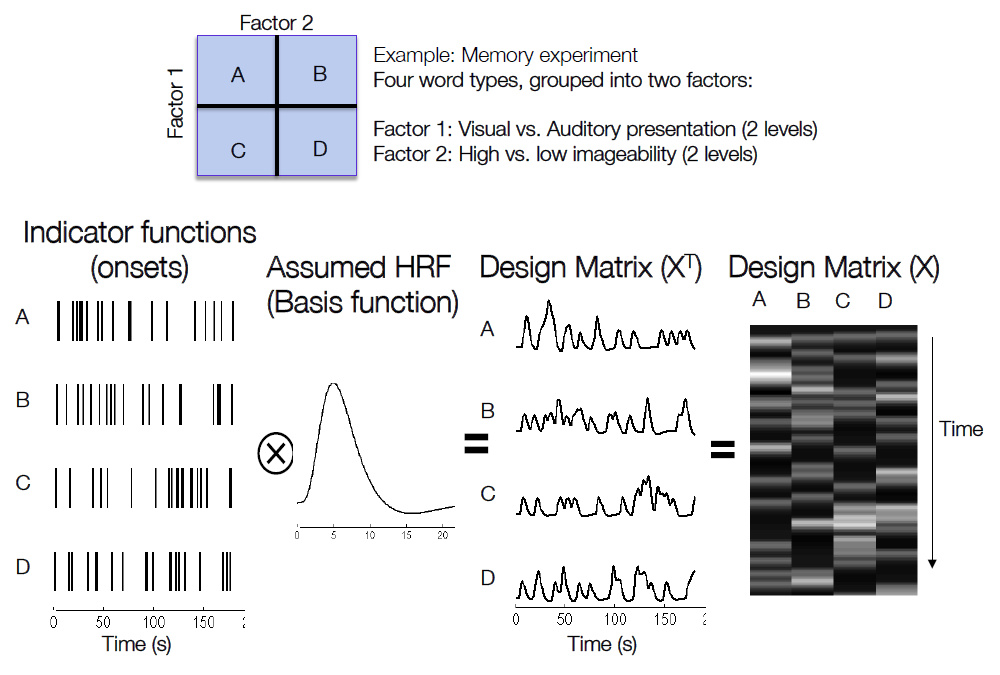 Factor 2
Factor 1
A
B
C
D
Example: Memory experiment
Four word types, grouped into two factors:
Factor 1: Visual vs. Auditory presentation (2 levels)
Factor 2: High vs. low imageability (2 levels)
Indicator functions
(onsets)
A
B
C
D
0 50 100 150
Time (s)
Assumed HRF
(Basis function)
0 5 10 15 20
Design Matrix (Xᵀ)
A
B
C
D
0 50 100 150
Time (s)
Design Matrix (X)
A B C D
Time